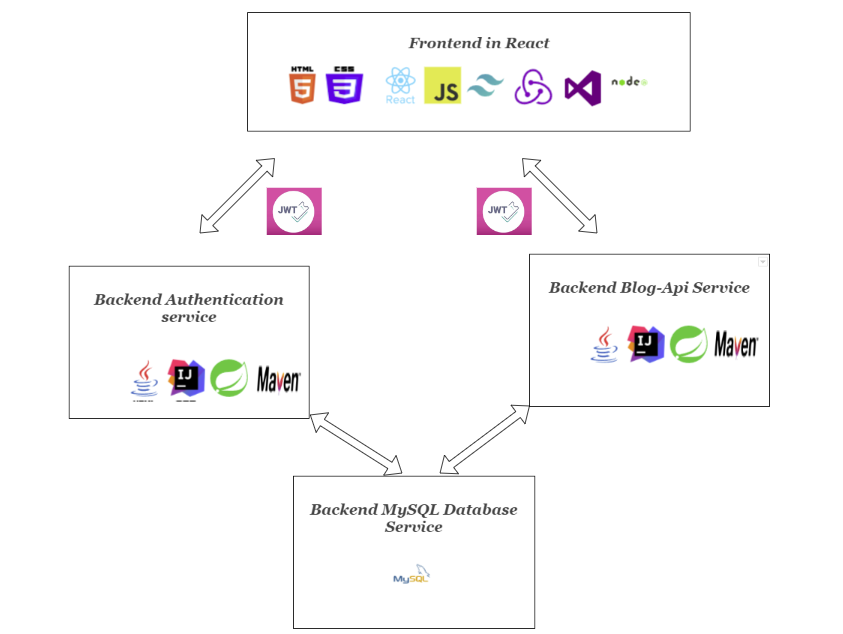 Frontend in React
HTML
5
CSS
3
React
JS
node
JWT
JWT
Backend Authentication
service
IJ
Maven
Backend Blog-Api Service
IJ
Maven
Backend MySQL Database
Service
MySQL